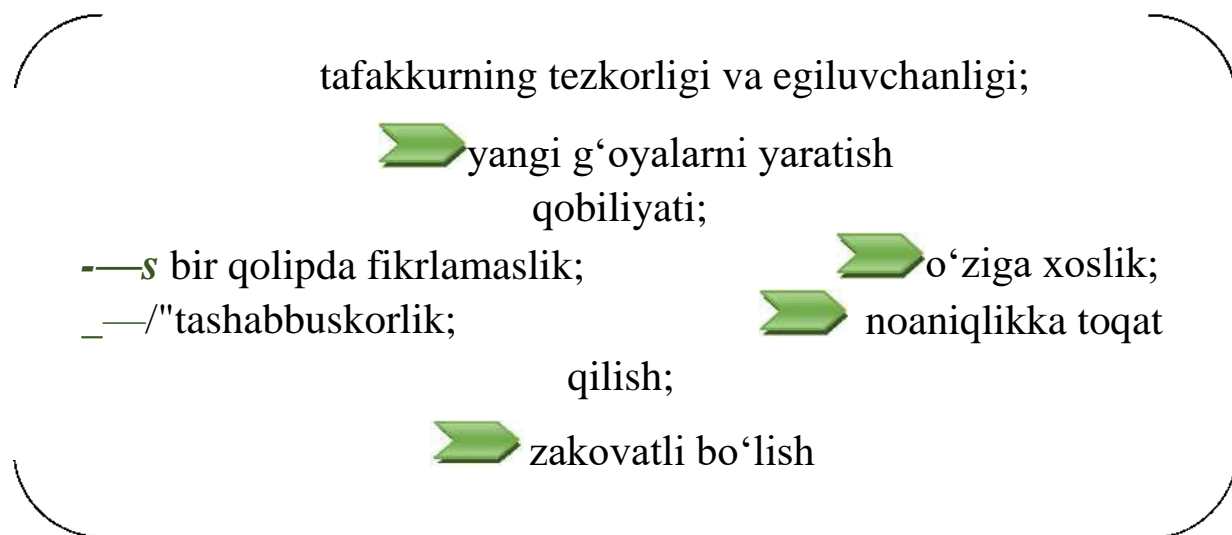 tafakkurning tezkorligi va egiluvchanligi;
yangi g‘oyalarni yaratish
qobiliyati;
-—s bir qolipda fikrlamaslik; o‘ziga xoslik;
_—/"tashabbuskorlik; noaniqlikka toqat
qilish;
zakovatli bo‘lish